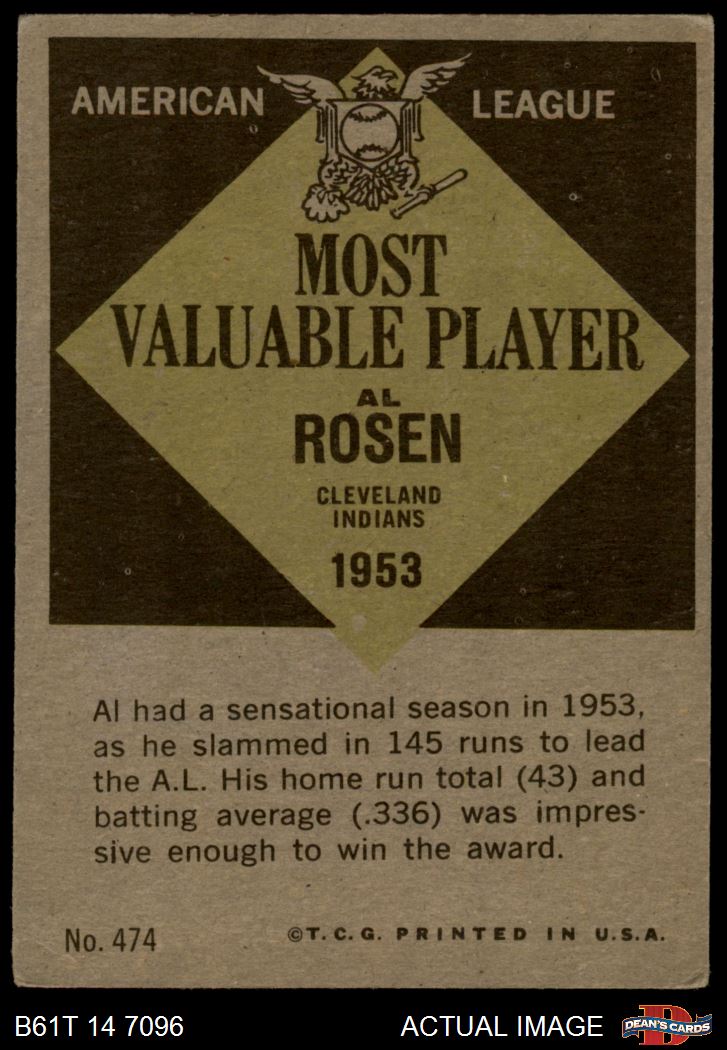 AMERICAN LEAGUE
MOST
VALUABLE PLAYER
AL
ROSEN
CLEVELAND
INDIANS
1953
Al had a sensational season in 1953,
as he slammed in 145 runs to lead
the A.L. His home run total (43) and
batting average (.336) was impres-
sive enough to win the award.
No. 474 ©T.C.G. PRINTED IN U.S.A.
B61T 14 7096 ACTUAL IMAGE D DEAN'S CARDS